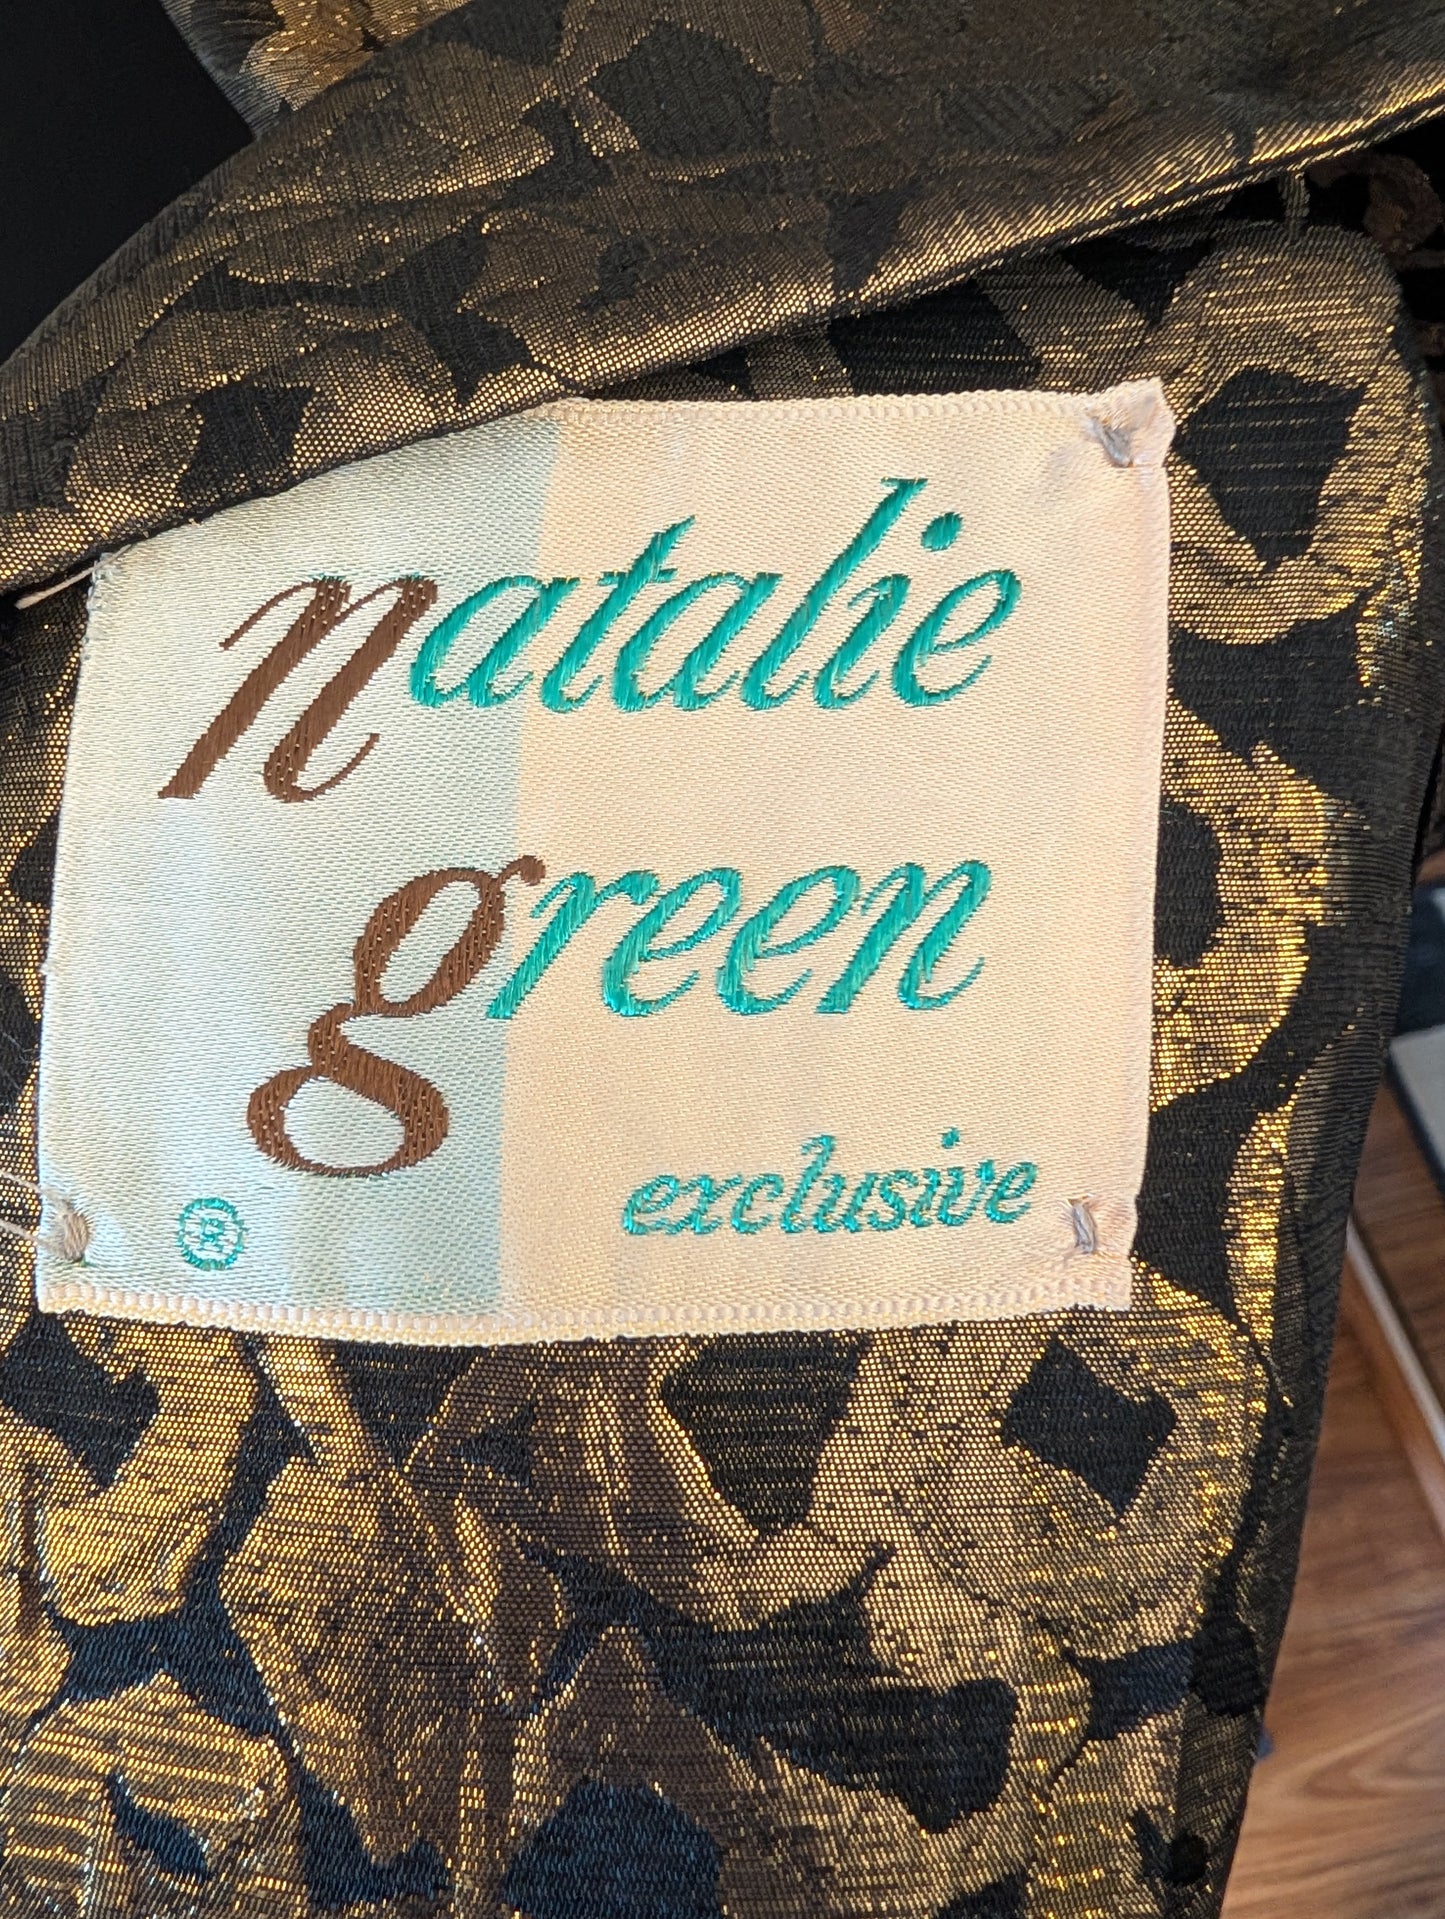 natalie
green
exclusive
®